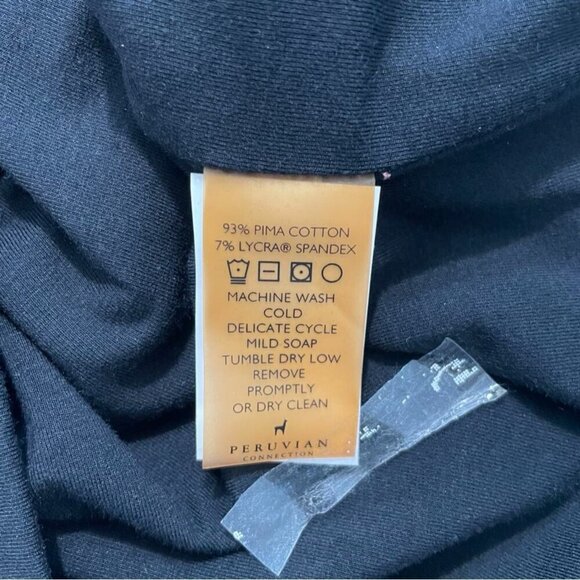 93% PIMA COTTON
7% LYCRA® SPANDEX
MACHINE WASH
COLD
DELICATE CYCLE
MILD SOAP
TUMBLE DRY LOW
REMOVE
PROMPTLY
OR DRY CLEAN
PERUVIAN
CONNECTION